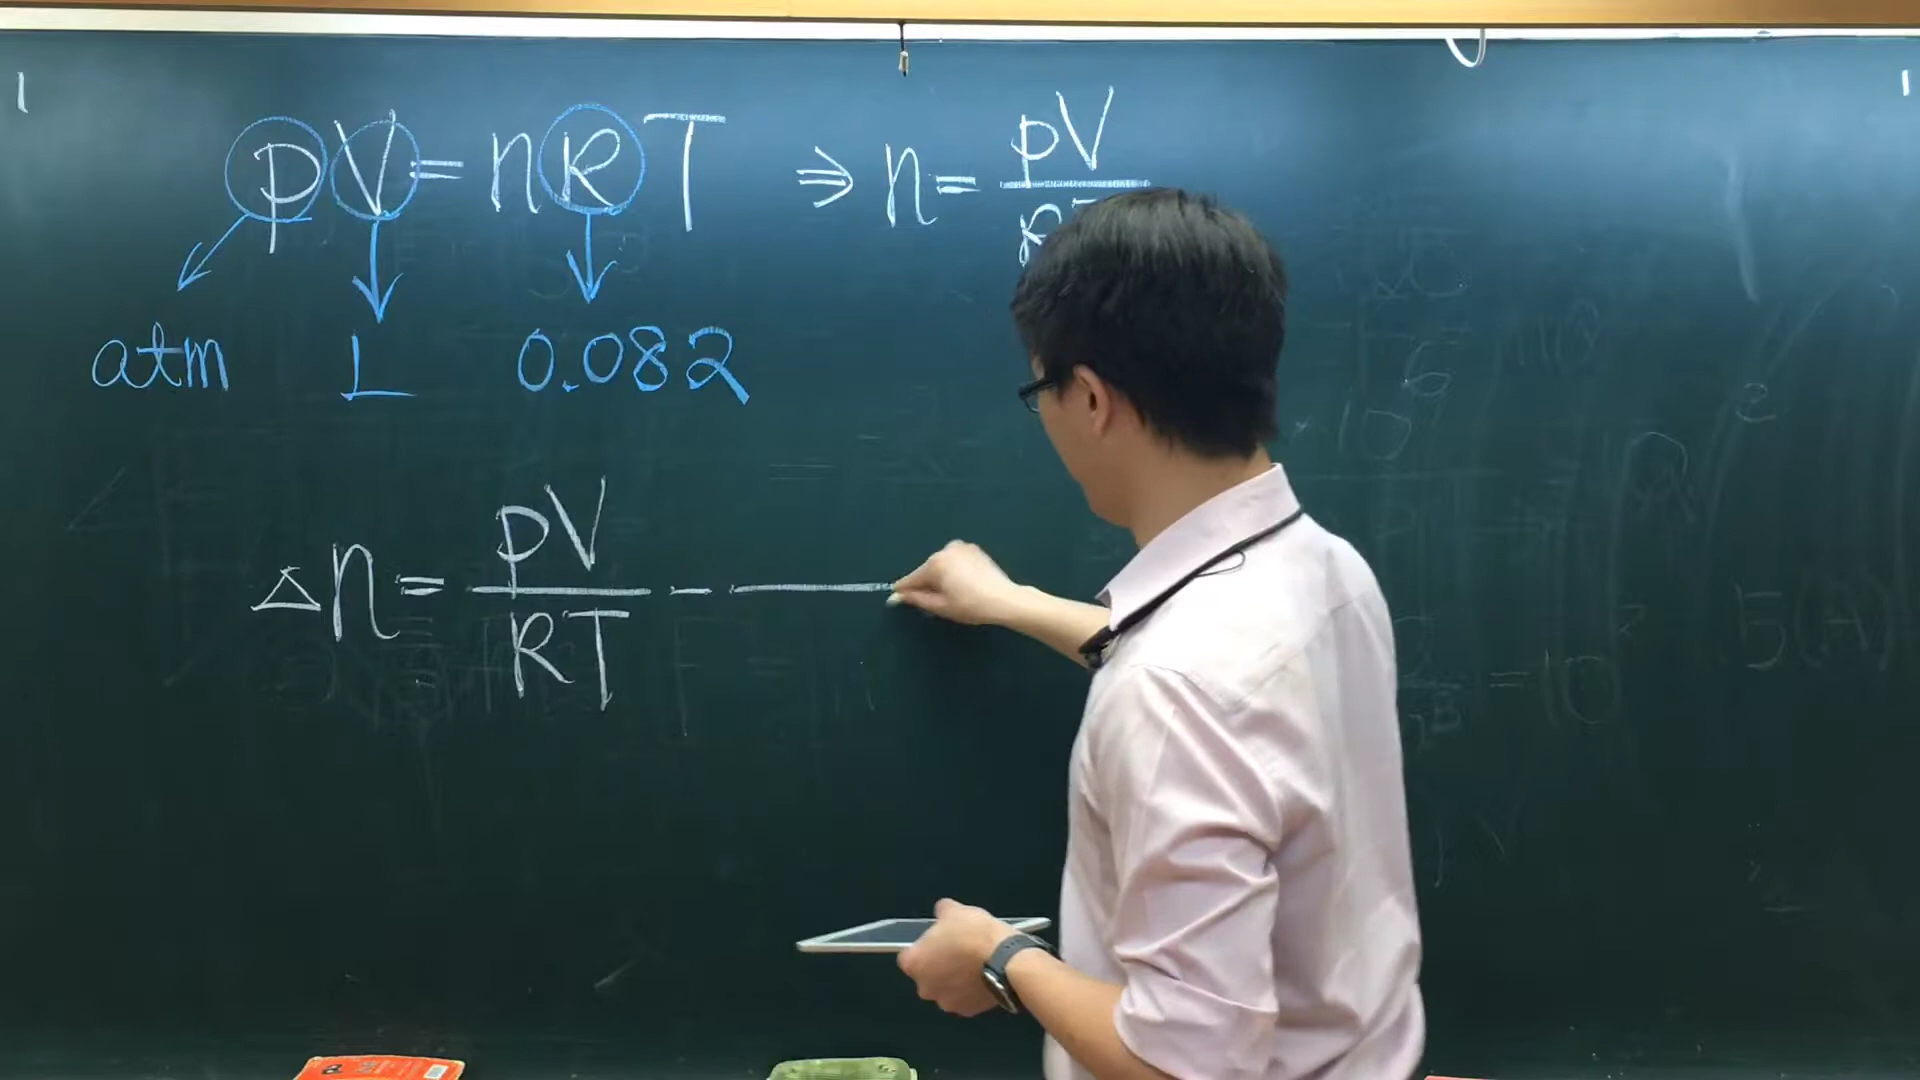 pV = nRT ⇒ n = pV / RT
atm L 0.082
Δn = pV / RT −